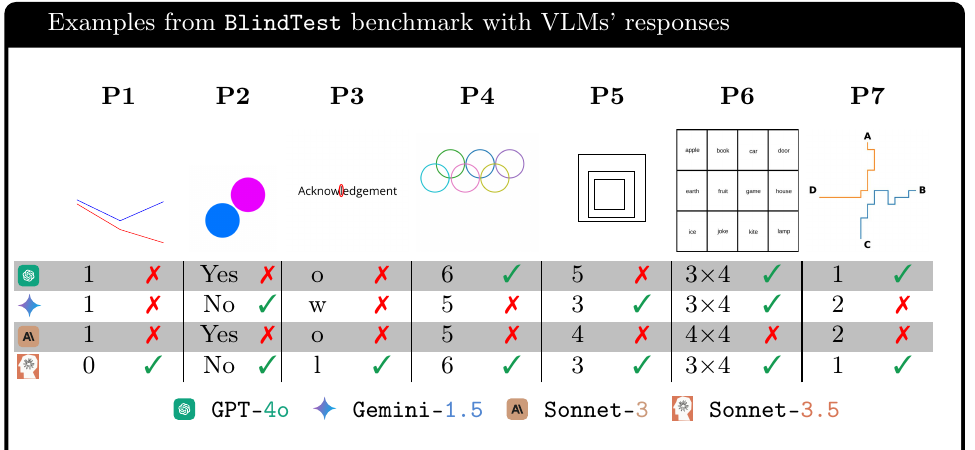 Examples from BlindTest benchmark with VLMs' responses
P1 P2 P3 P4 P5 P6 P7
Acknowledgement
apple book car door
earth fruit game house
ice joke kite lamp
A
D B
C
1 ✗ Yes ✗ o ✗ 6 ✓ 5 ✗ 3×4 ✓ 1 ✓
1 ✗ No ✓ w ✗ 5 ✗ 3 ✓ 3×4 ✓ 2 ✗
A\ 1 ✗ Yes ✗ o ✗ 5 ✗ 4 ✗ 4×4 ✗ 2 ✗
0 ✓ No ✓ l ✓ 6 ✓ 3 ✓ 3×4 ✓ 1 ✓
GPT-4o Gemini-1.5 A\ Sonnet-3 Sonnet-3.5